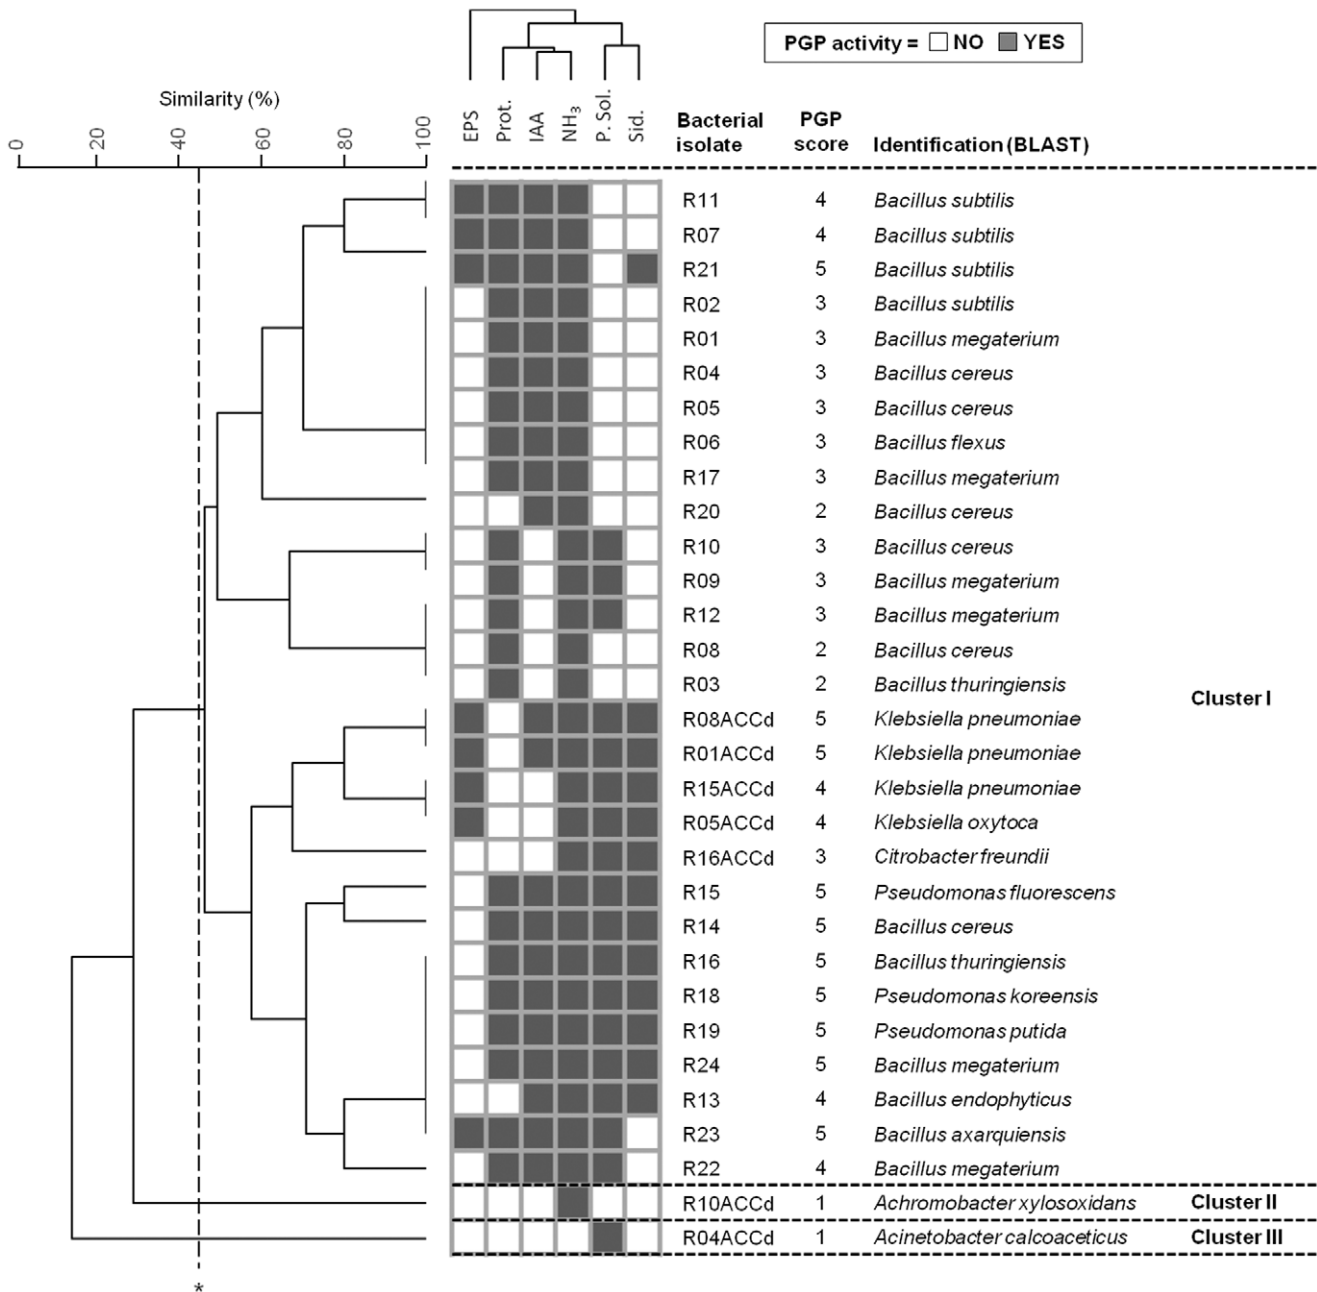 PGP activity = NO YES
Similarity (%)
0 20 40 60 80 100
EPS Prot. IAA NH3 P. Sol. Sid.
Bacterial isolate PGP score Identification (BLAST)
R11 4 Bacillus subtilis
R07 4 Bacillus subtilis
R21 5 Bacillus subtilis
R02 3 Bacillus subtilis
R01 3 Bacillus megaterium
R04 3 Bacillus cereus
R05 3 Bacillus cereus
R06 3 Bacillus flexus
R17 3 Bacillus megaterium
R20 2 Bacillus cereus
R10 3 Bacillus cereus
R09 3 Bacillus megaterium
R12 3 Bacillus megaterium
R08 2 Bacillus cereus
R03 2 Bacillus thuringiensis
Cluster I
R08ACCd 5 Klebsiella pneumoniae
R01ACCd 5 Klebsiella pneumoniae
R15ACCd 4 Klebsiella pneumoniae
R05ACCd 4 Klebsiella oxytoca
R16ACCd 3 Citrobacter freundii
R15 5 Pseudomonas fluorescens
R14 5 Bacillus cereus
R16 5 Bacillus thuringiensis
R18 5 Pseudomonas koreensis
R19 5 Pseudomonas putida
R24 5 Bacillus megaterium
R13 4 Bacillus endophyticus
R23 5 Bacillus axarquiensis
R22 4 Bacillus megaterium
R10ACCd 1 Achromobacter xylosoxidans Cluster II
R04ACCd 1 Acinetobacter calcoaceticus Cluster III
*